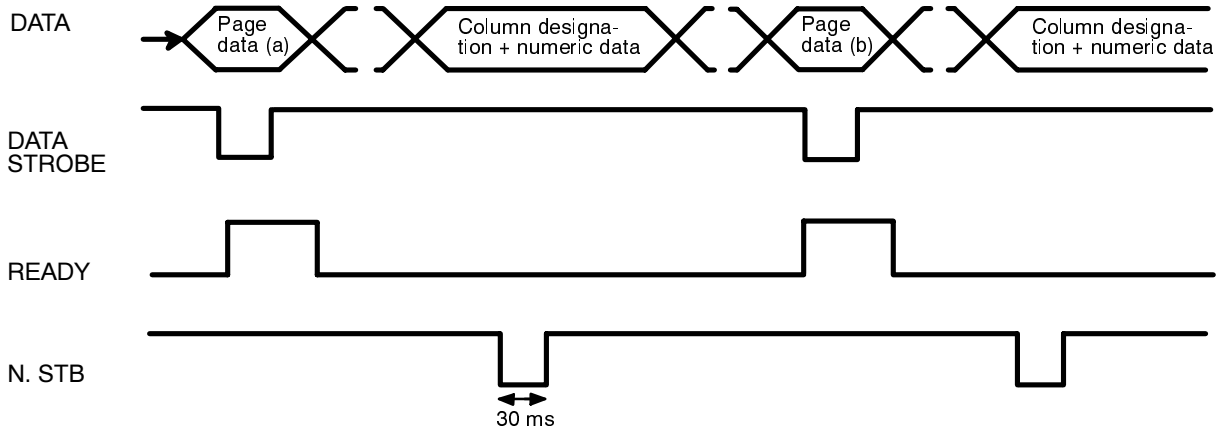 DATA
Page
data (a)
Column designa-
tion + numeric data
Page
data (b)
Column designa-
tion + numeric data
DATA
STROBE
READY
N. STB
30 ms